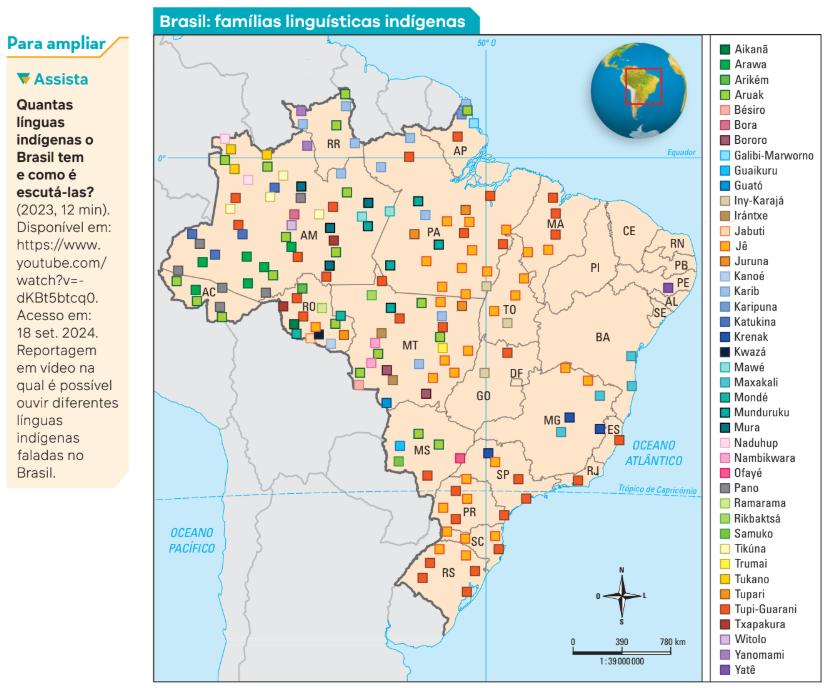 Para ampliar
Assista
Quantas
línguas
indígenas o
Brasil tem
e como é
escutá-las?
(2023, 12 min).
Disponível em:
https://www.
youtube.com/
watch?v=-
dKBt5btcq0.
Acesso em:
18 set. 2024.
Reportagem
em vídeo na
qual é possível
ouvir diferentes
línguas
indígenas
faladas no
Brasil.
Brasil: famílias linguísticas indígenas
50° O
0°
Equador
RR
AP
AM
PA
MA
CE
RN
PB
PE
AL
SE
PI
AC
RO
TO
BA
MT
DF
GO
MG
ES
MS
SP
RJ
PR
SC
RS
OCEANO
ATLÂNTICO
Trópico de Capricórnio
OCEANO
PACÍFICO
N
O
L
S
0 390 780 km
1 : 39 000 000
Aikanã
Arawa
Arikém
Aruak
Bésiro
Bora
Bororo
Galibi-Marworno
Guaikuru
Guató
Iny-Karajá
Irántxe
Jabuti
Jê
Juruna
Kanoé
Karib
Karipuna
Katukina
Krenak
Kwazá
Mawé
Maxakali
Mondé
Munduruku
Mura
Naduhup
Nambikwara
Ofayé
Pano
Ramarama
Rikbaktsá
Samuko
Tikúna
Trumai
Tukano
Tupari
Tupi-Guarani
Txapakura
Witolo
Yanomami
Yatê